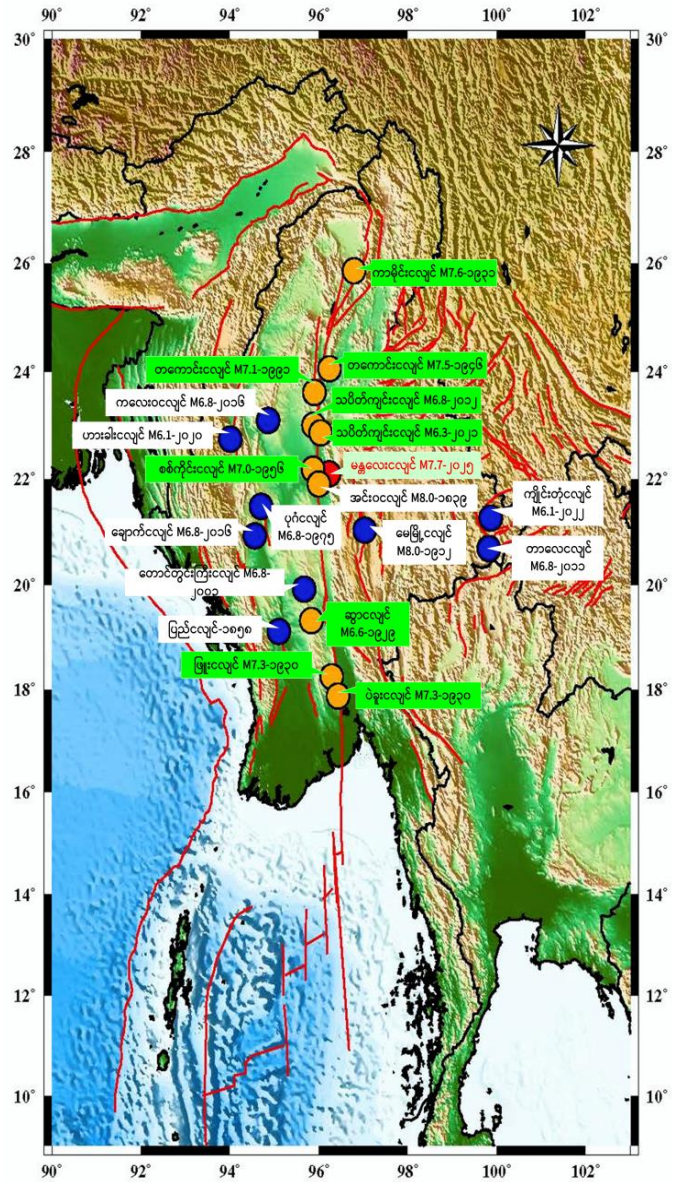 90°
92°
94°
96°
98°
100°
102°
30°
28°
26°
24°
22°
20°
18°
16°
14°
12°
10°
ကာမိုင်းငလျင် M7.6-၁၉၃၁
တကောင်းငလျင် M7.1-၁၉၉၁
တကောင်းငလျင် M7.5-၁၉၄၆
ကလေးဝငလျင် M6.8-၂၀၁၆
သပိတ်ကျင်းငလျင် M6.8-၂၀၁၂
ဟားခါးငလျင် M6.1-၂၀၂၀
သပိတ်ကျင်းငလျင် M6.3-၂၀၂၁
စစ်ကိုင်းငလျင် M7.0-၁၉၅၆
မန္တလေးငလျင် M7.7-၂၀၂၅
အင်းဝငလျင် M8.0-၁၈၃၉
ကျိုင်းတုံငလျင်
M6.1-၂၀၂၂
ပုဂံငလျင်
M6.8-၁၉၇၅
ချောက်ငလျင် M6.8-၂၀၁၆
မေမြို့ငလျင်
M8.0-၁၉၁၂
တာလေငလျင်
M6.8-၂၀၁၁
တောင်တွင်းကြီးငလျင် M6.8-
၂၀၀၃
ဆွာငလျင်
M6.6-၁၉၂၉
ပြည်ငလျင်-၁၈၅၈
ဖြူးငလျင် M7.3-၁၉၃၀
ပဲခူးငလျင် M7.3-၁၉၃၀
90°
92°
94°
96°
98°
100°
102°